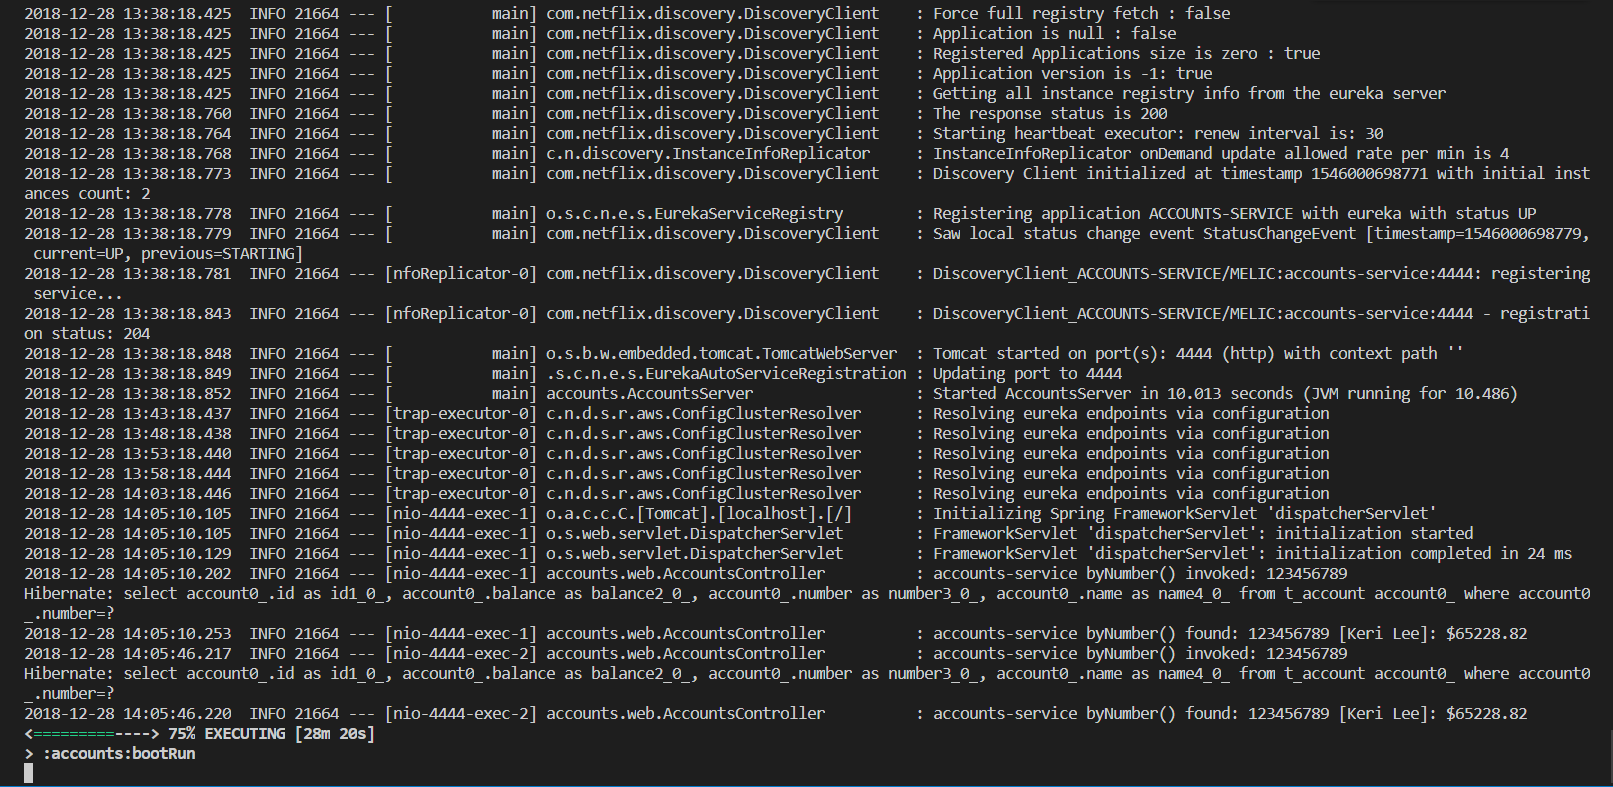 2018-12-28 13:38:18.425  INFO 21664 --- [           main] com.netflix.discovery.DiscoveryClient    : Force full registry fetch : false
2018-12-28 13:38:18.425  INFO 21664 --- [           main] com.netflix.discovery.DiscoveryClient    : Application is null : false
2018-12-28 13:38:18.425  INFO 21664 --- [           main] com.netflix.discovery.DiscoveryClient    : Registered Applications size is zero : true
2018-12-28 13:38:18.425  INFO 21664 --- [           main] com.netflix.discovery.DiscoveryClient    : Application version is -1: true
2018-12-28 13:38:18.425  INFO 21664 --- [           main] com.netflix.discovery.DiscoveryClient    : Getting all instance registry info from the eureka server
2018-12-28 13:38:18.760  INFO 21664 --- [           main] com.netflix.discovery.DiscoveryClient    : The response status is 200
2018-12-28 13:38:18.764  INFO 21664 --- [           main] com.netflix.discovery.DiscoveryClient    : Starting heartbeat executor: renew interval is: 30
2018-12-28 13:38:18.768  INFO 21664 --- [           main] c.n.discovery.InstanceInfoReplicator     : InstanceInfoReplicator onDemand update allowed rate per min is 4
2018-12-28 13:38:18.773  INFO 21664 --- [           main] com.netflix.discovery.DiscoveryClient    : Discovery Client initialized at timestamp 1546000698771 with initial inst
ances count: 2
2018-12-28 13:38:18.778  INFO 21664 --- [           main] o.s.c.n.e.s.EurekaServiceRegistry        : Registering application ACCOUNTS-SERVICE with eureka with status UP
2018-12-28 13:38:18.779  INFO 21664 --- [           main] com.netflix.discovery.DiscoveryClient    : Saw local status change event StatusChangeEvent [timestamp=1546000698779,
 current=UP, previous=STARTING]
2018-12-28 13:38:18.781  INFO 21664 --- [nfoReplicator-0] com.netflix.discovery.DiscoveryClient    : DiscoveryClient_ACCOUNTS-SERVICE/MELIC:accounts-service:4444: registering
 service...
2018-12-28 13:38:18.843  INFO 21664 --- [nfoReplicator-0] com.netflix.discovery.DiscoveryClient    : DiscoveryClient_ACCOUNTS-SERVICE/MELIC:accounts-service:4444 - registrati
on status: 204
2018-12-28 13:38:18.848  INFO 21664 --- [           main] o.s.b.w.embedded.tomcat.TomcatWebServer  : Tomcat started on port(s): 4444 (http) with context path ''
2018-12-28 13:38:18.849  INFO 21664 --- [           main] .s.c.n.e.s.EurekaAutoServiceRegistration : Updating port to 4444
2018-12-28 13:38:18.852  INFO 21664 --- [           main] accounts.AccountsServer                  : Started AccountsServer in 10.013 seconds (JVM running for 10.486)
2018-12-28 13:43:18.437  INFO 21664 --- [trap-executor-0] c.n.d.s.r.aws.ConfigClusterResolver      : Resolving eureka endpoints via configuration
2018-12-28 13:48:18.438  INFO 21664 --- [trap-executor-0] c.n.d.s.r.aws.ConfigClusterResolver      : Resolving eureka endpoints via configuration
2018-12-28 13:53:18.440  INFO 21664 --- [trap-executor-0] c.n.d.s.r.aws.ConfigClusterResolver      : Resolving eureka endpoints via configuration
2018-12-28 13:58:18.444  INFO 21664 --- [trap-executor-0] c.n.d.s.r.aws.ConfigClusterResolver      : Resolving eureka endpoints via configuration
2018-12-28 14:03:18.446  INFO 21664 --- [trap-executor-0] c.n.d.s.r.aws.ConfigClusterResolver      : Resolving eureka endpoints via configuration
2018-12-28 14:05:10.105  INFO 21664 --- [nio-4444-exec-1] o.a.c.c.C.[Tomcat].[localhost].[/]       : Initializing Spring FrameworkServlet 'dispatcherServlet'
2018-12-28 14:05:10.105  INFO 21664 --- [nio-4444-exec-1] o.s.web.servlet.DispatcherServlet        : FrameworkServlet 'dispatcherServlet': initialization started
2018-12-28 14:05:10.129  INFO 21664 --- [nio-4444-exec-1] o.s.web.servlet.DispatcherServlet        : FrameworkServlet 'dispatcherServlet': initialization completed in 24 ms
2018-12-28 14:05:10.202  INFO 21664 --- [nio-4444-exec-1] accounts.web.AccountsController          : accounts-service byNumber() invoked: 123456789
Hibernate: select account0_.id as id1_0_, account0_.balance as balance2_0_, account0_.number as number3_0_, account0_.name as name4_0_ from t_account account0_ where account0
_.number=?
2018-12-28 14:05:10.253  INFO 21664 --- [nio-4444-exec-1] accounts.web.AccountsController          : accounts-service byNumber() found: 123456789 [Keri Lee]: $65228.82
2018-12-28 14:05:46.217  INFO 21664 --- [nio-4444-exec-2] accounts.web.AccountsController          : accounts-service byNumber() invoked: 123456789
Hibernate: select account0_.id as id1_0_, account0_.balance as balance2_0_, account0_.number as number3_0_, account0_.name as name4_0_ from t_account account0_ where account0
_.number=?
2018-12-28 14:05:46.220  INFO 21664 --- [nio-4444-exec-2] accounts.web.AccountsController          : accounts-service byNumber() found: 123456789 [Keri Lee]: $65228.82
<=========----> 75% EXECUTING [28m 20s]
> :accounts:bootRun